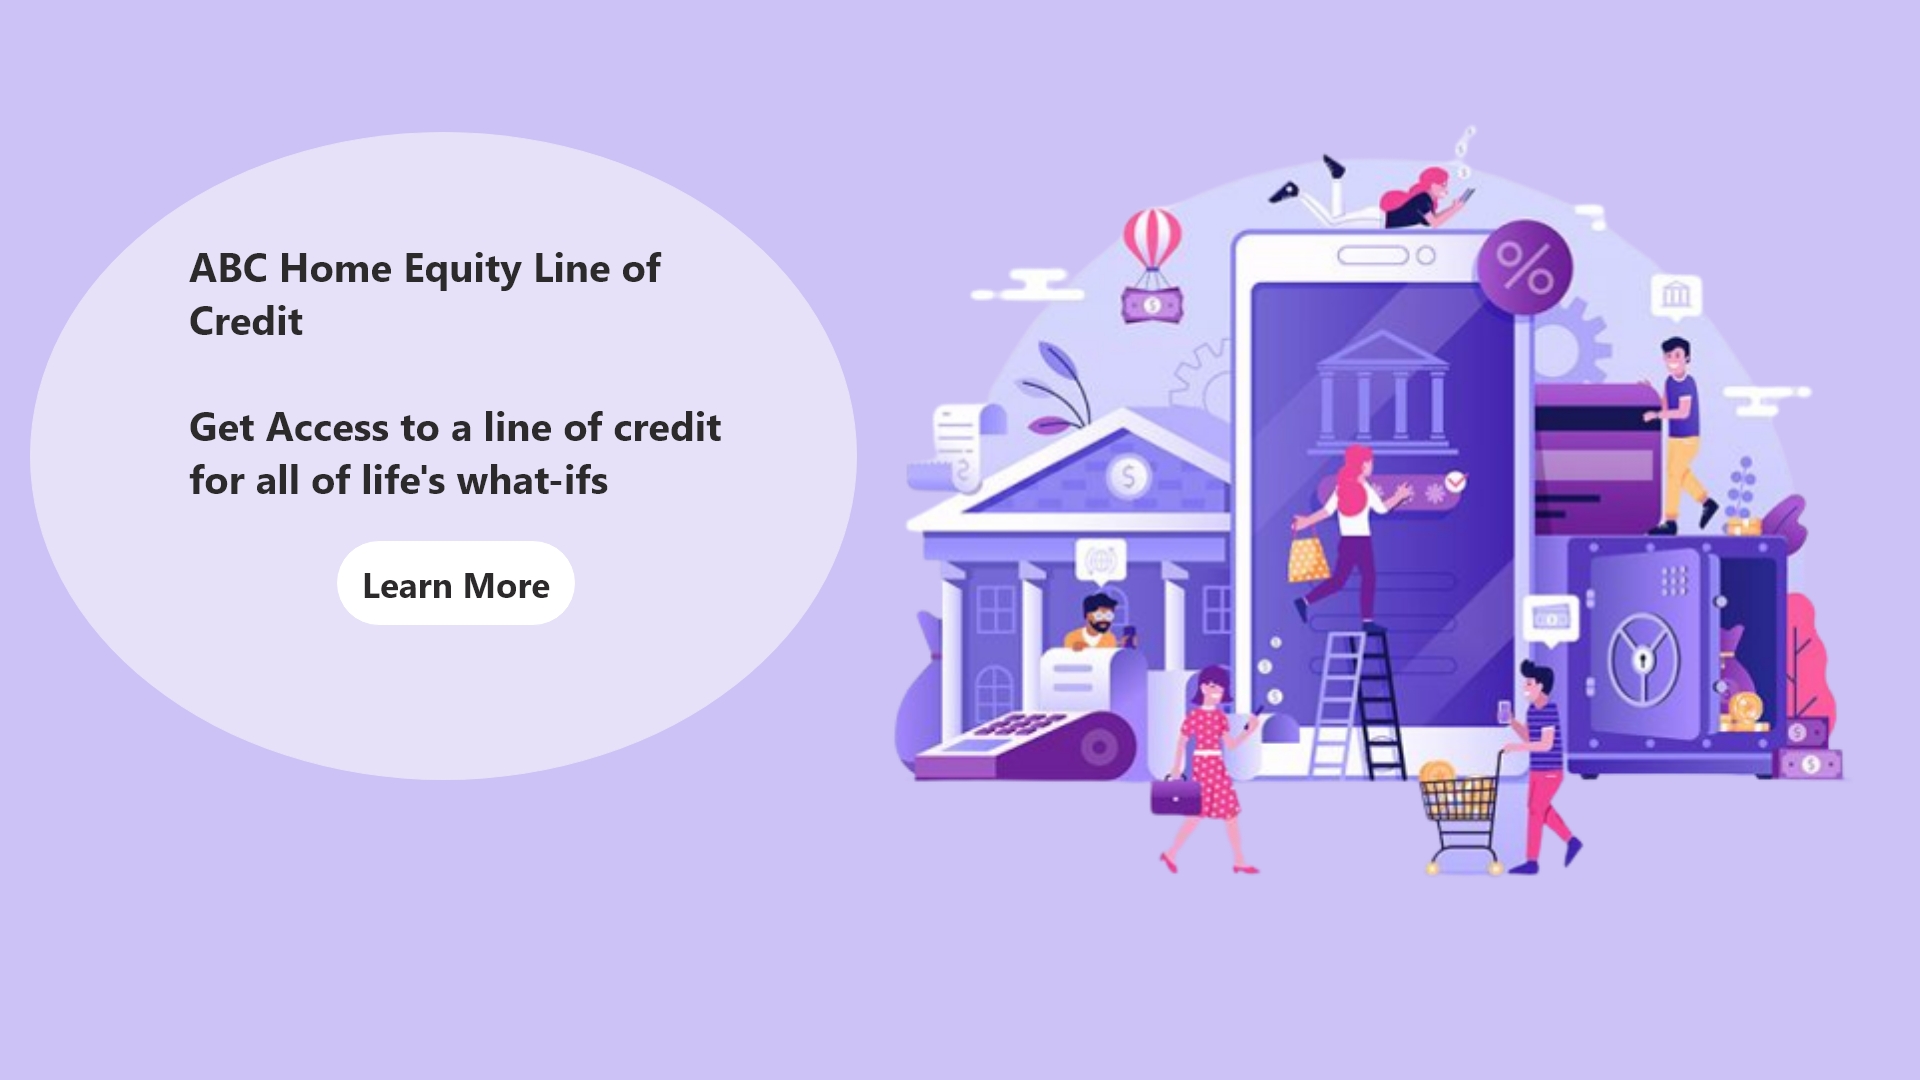 ABC Home Equity Line of
Credit
Get Access to a line of credit
for all of life's what-ifs
Learn More